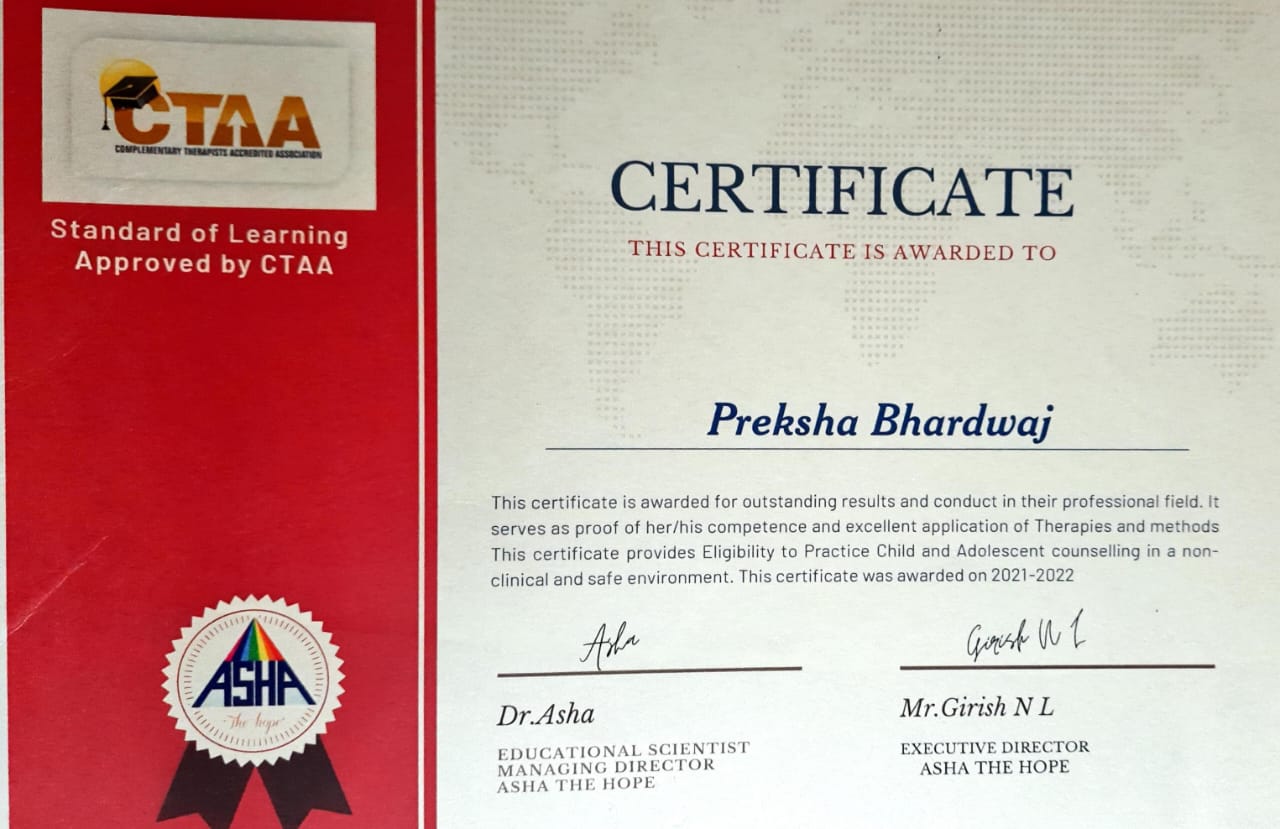 CTAA
COMPLEMENTARY THERAPISTS ACCREDITED ASSOCIATION
Standard of Learning
Approved by CTAA
CERTIFICATE
THIS CERTIFICATE IS AWARDED TO
Preksha Bhardwaj
This certificate is awarded for outstanding results and conduct in their professional field. It
serves as proof of her/his competence and excellent application of Therapies and methods
This certificate provides Eligibility to Practice Child and Adolescent counselling in a non-
clinical and safe environment. This certificate was awarded on 2021-2022
ASHA
The hope
Asha
Girish N L
Dr.Asha
EDUCATIONAL SCIENTIST
MANAGING DIRECTOR
ASHA THE HOPE
Mr.Girish N L
EXECUTIVE DIRECTOR
ASHA THE HOPE